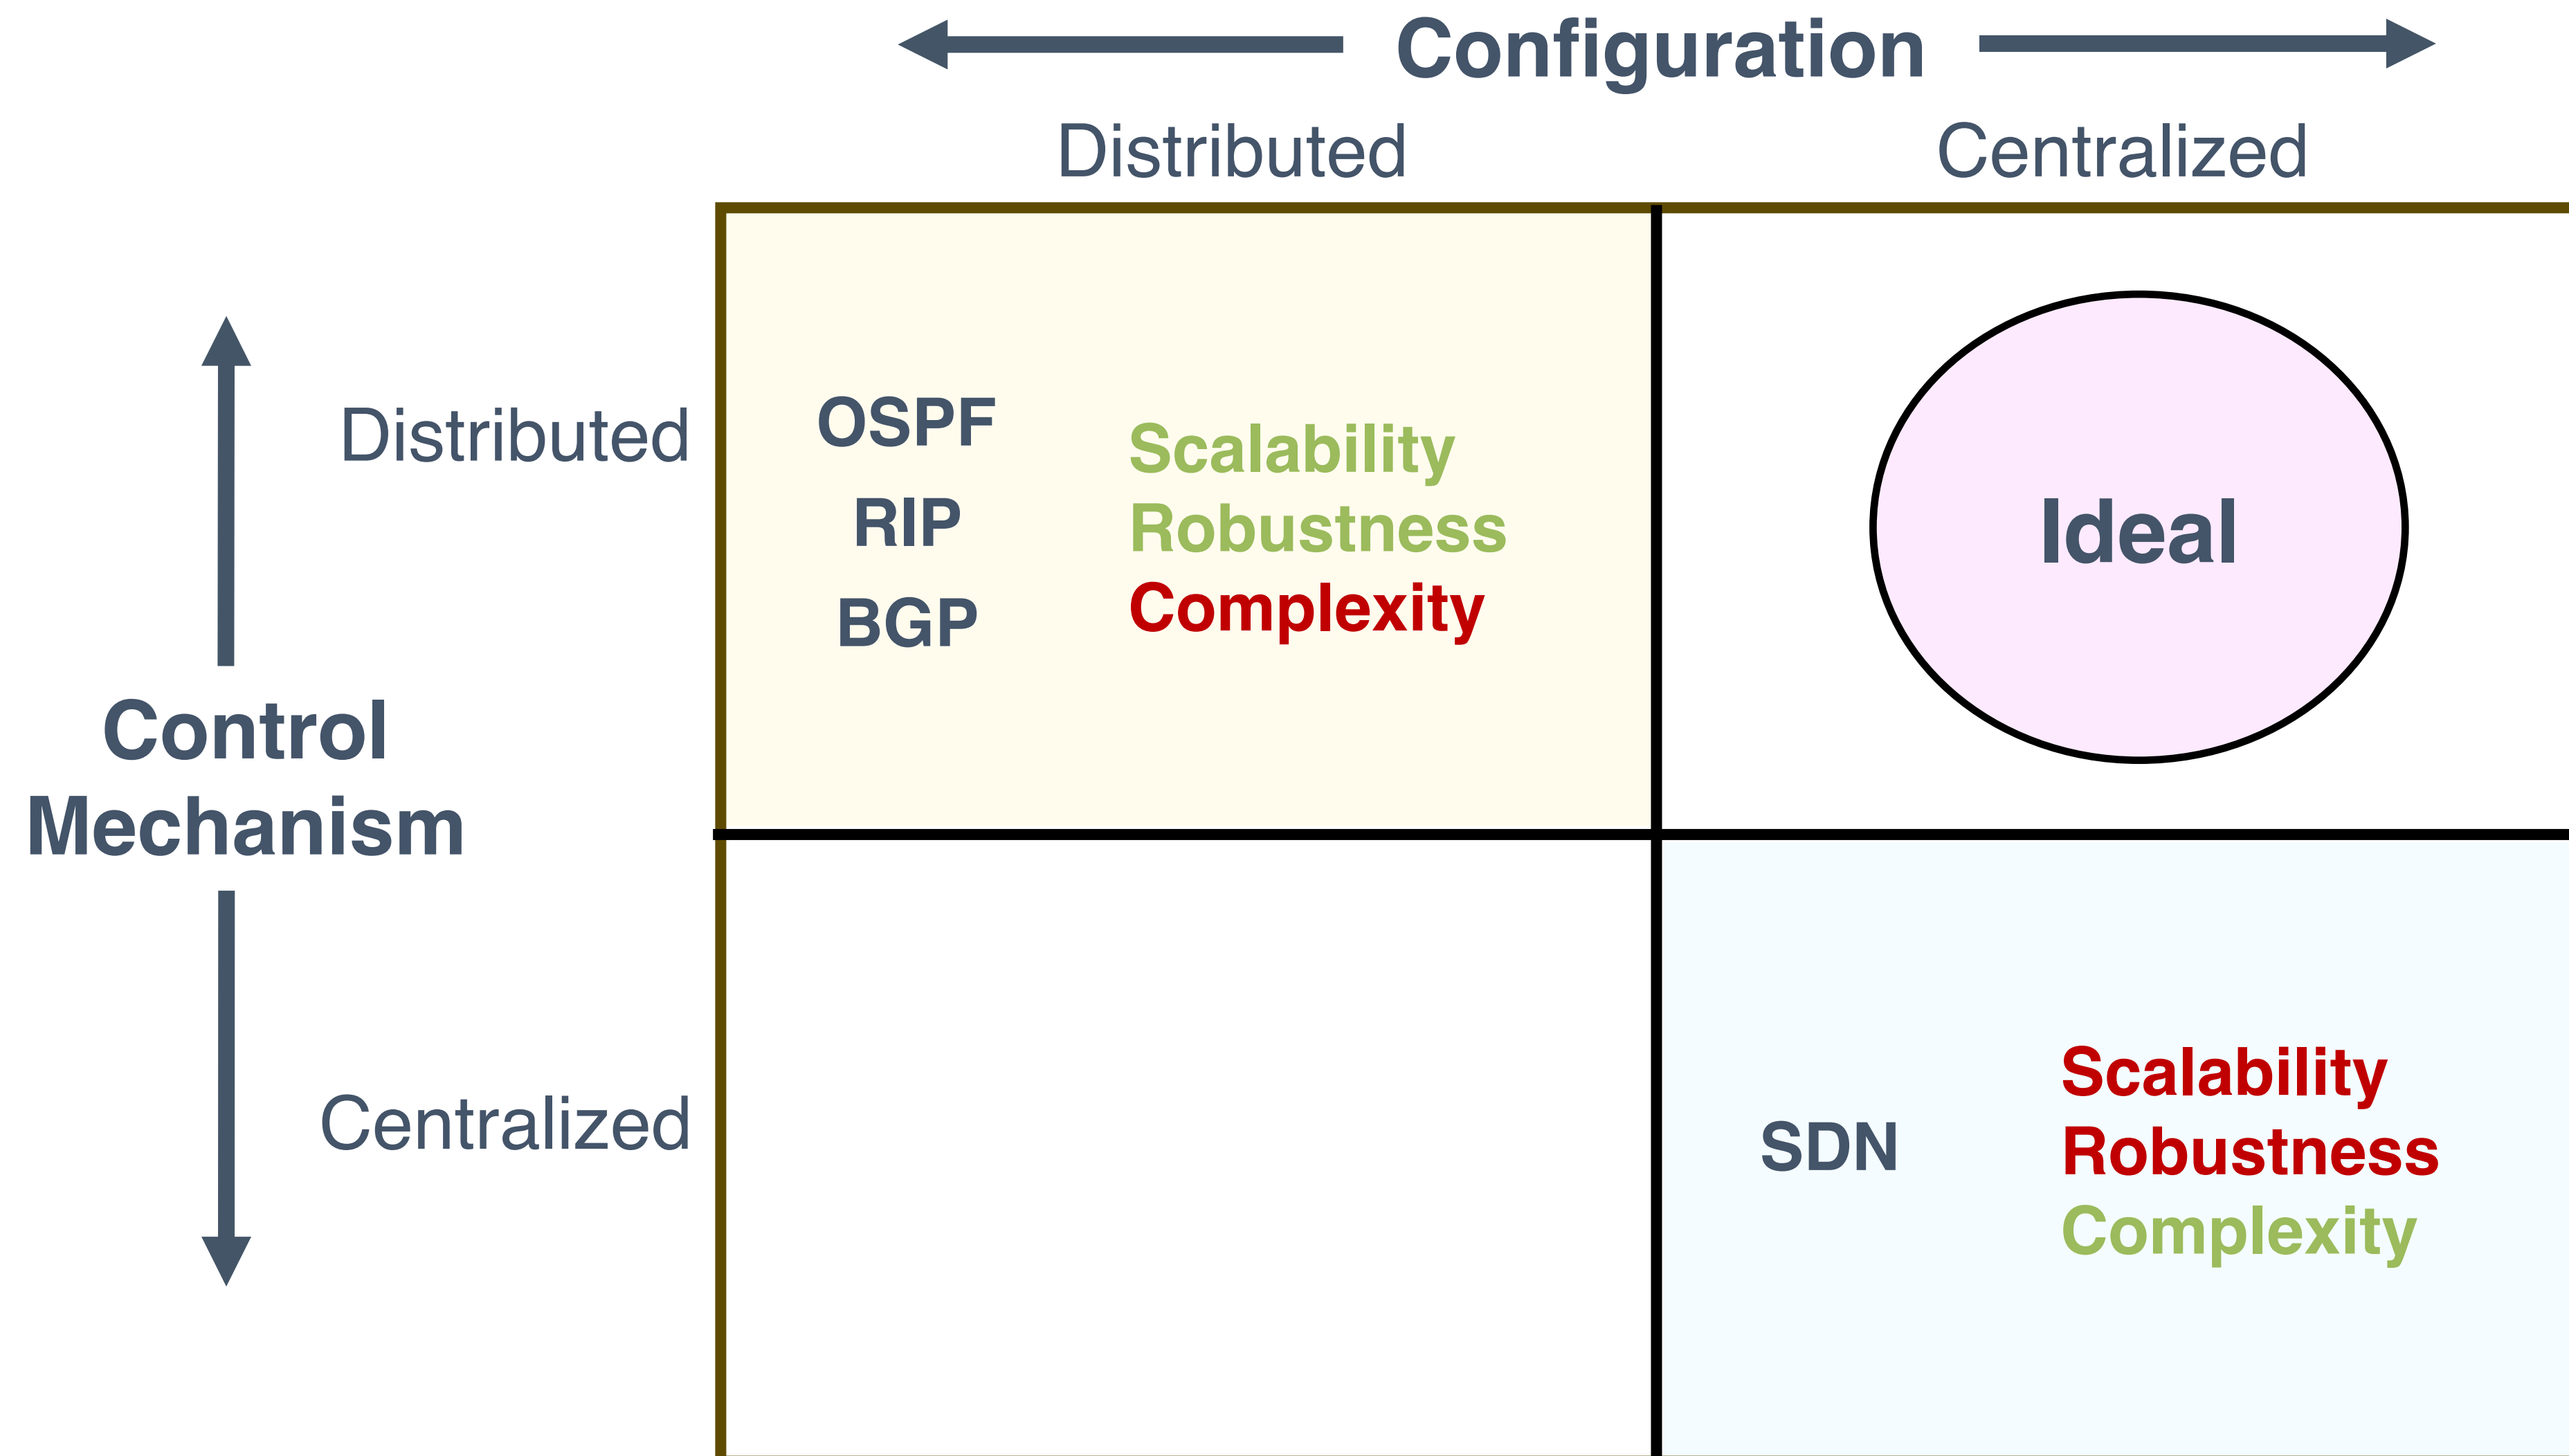 Configuration
Distributed
Centralized
Distributed
OSPF
RIP
BGP
Scalability
Robustness
Complexity
Ideal
Control
Mechanism
Centralized
SDN
Scalability
Robustness
Complexity